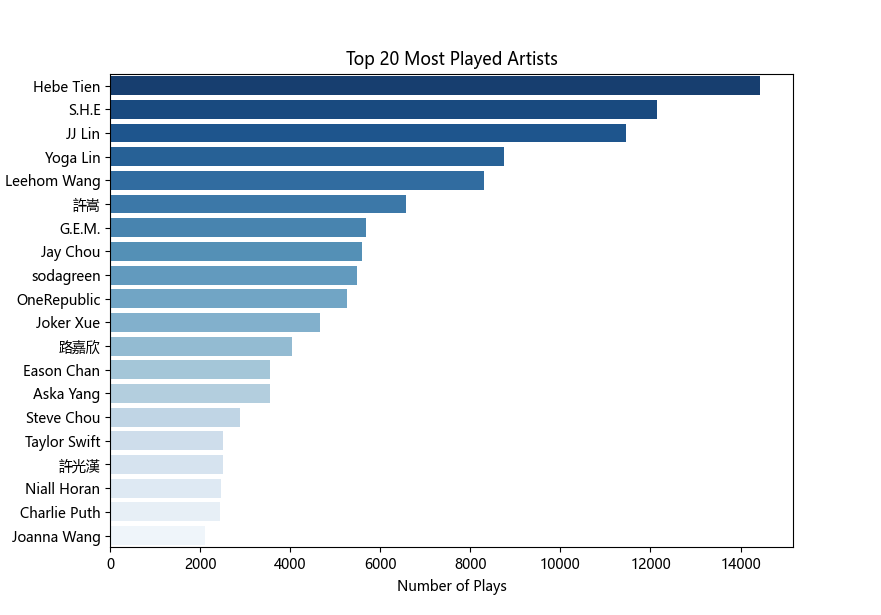 Top 20 Most Played Artists
Hebe Tien
S.H.E
JJ Lin
Yoga Lin
Leehom Wang
許嵩
G.E.M.
Jay Chou
sodagreen
OneRepublic
Joker Xue
路嘉欣
Eason Chan
Aska Yang
Steve Chou
Taylor Swift
許光漢
Niall Horan
Charlie Puth
Joanna Wang
0 2000 4000 6000 8000 10000 12000 14000
Number of Plays